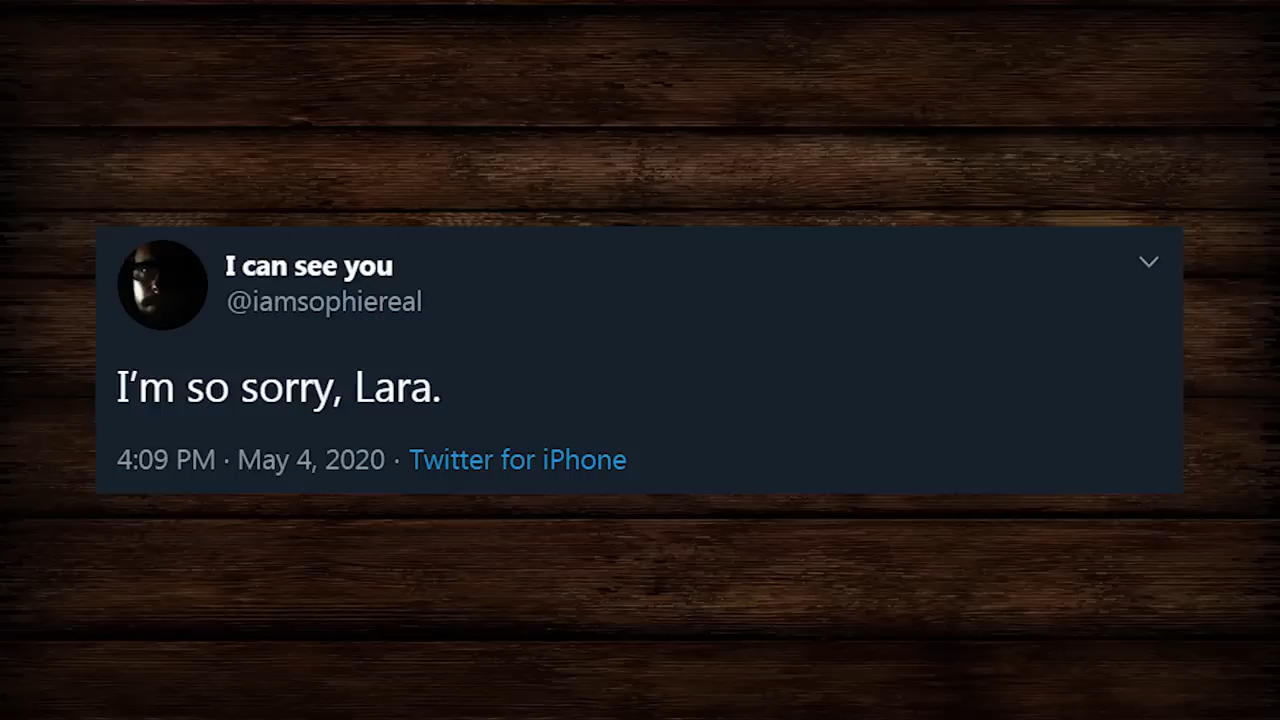 I can see you
@iamsophiereal
I’m so sorry, Lara.
4:09 PM · May 4, 2020 · Twitter for iPhone